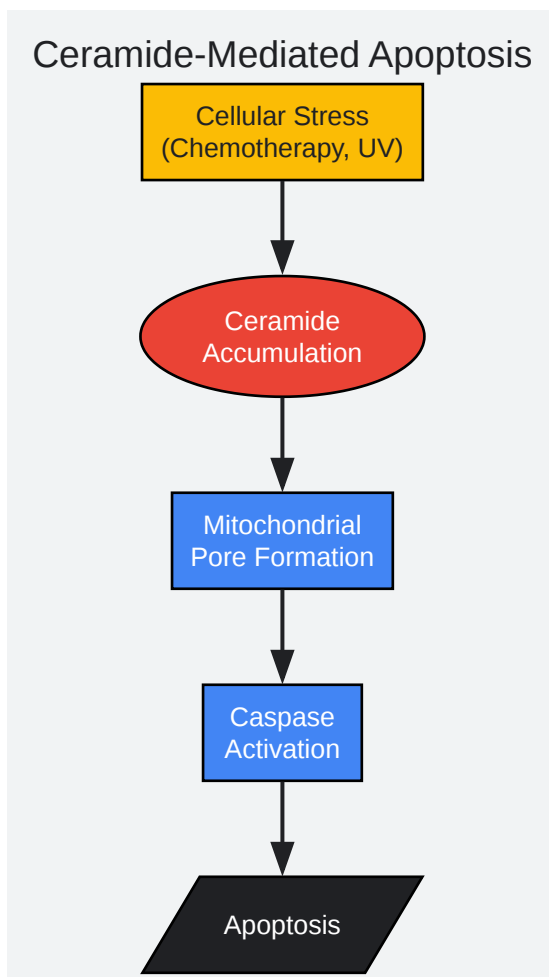 Ceramide-Mediated Apoptosis
Cellular Stress
(Chemotherapy, UV)
Ceramide
Accumulation
Mitochondrial
Pore Formation
Caspase
Activation
Apoptosis